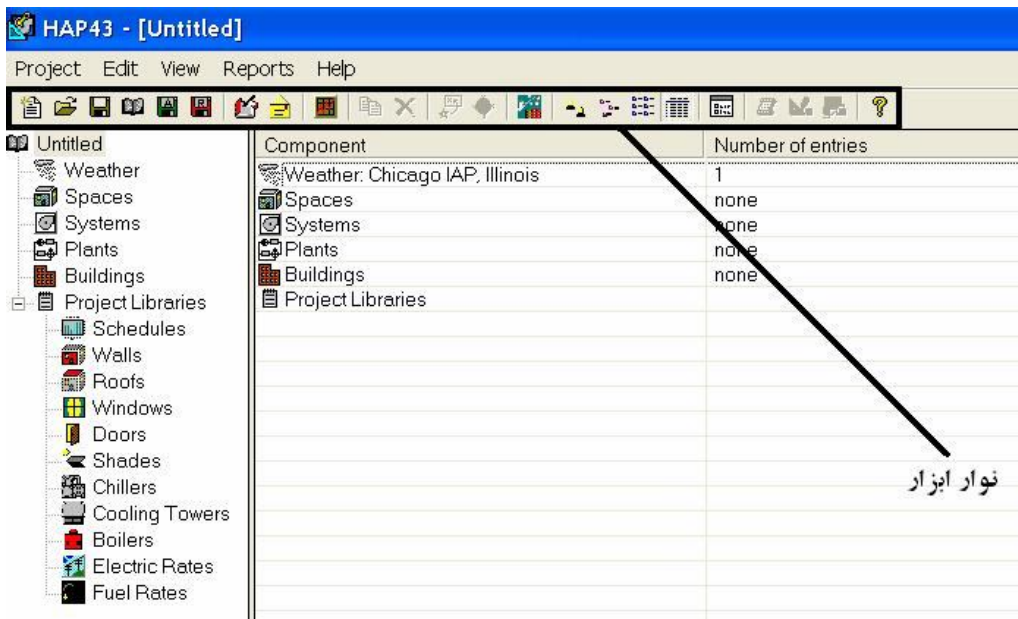 HAP43 - [Untitled]
Project Edit View Reports Help
Untitled
Weather
Spaces
Systems
Plants
Buildings
Project Libraries
Schedules
Walls
Roofs
Windows
Doors
Shades
Chillers
Cooling Towers
Boilers
Electric Rates
Fuel Rates
Component Number of entries
Weather: Chicago IAP, Illinois 1
Spaces none
Systems none
Plants none
Buildings none
Project Libraries
نوار ابزار